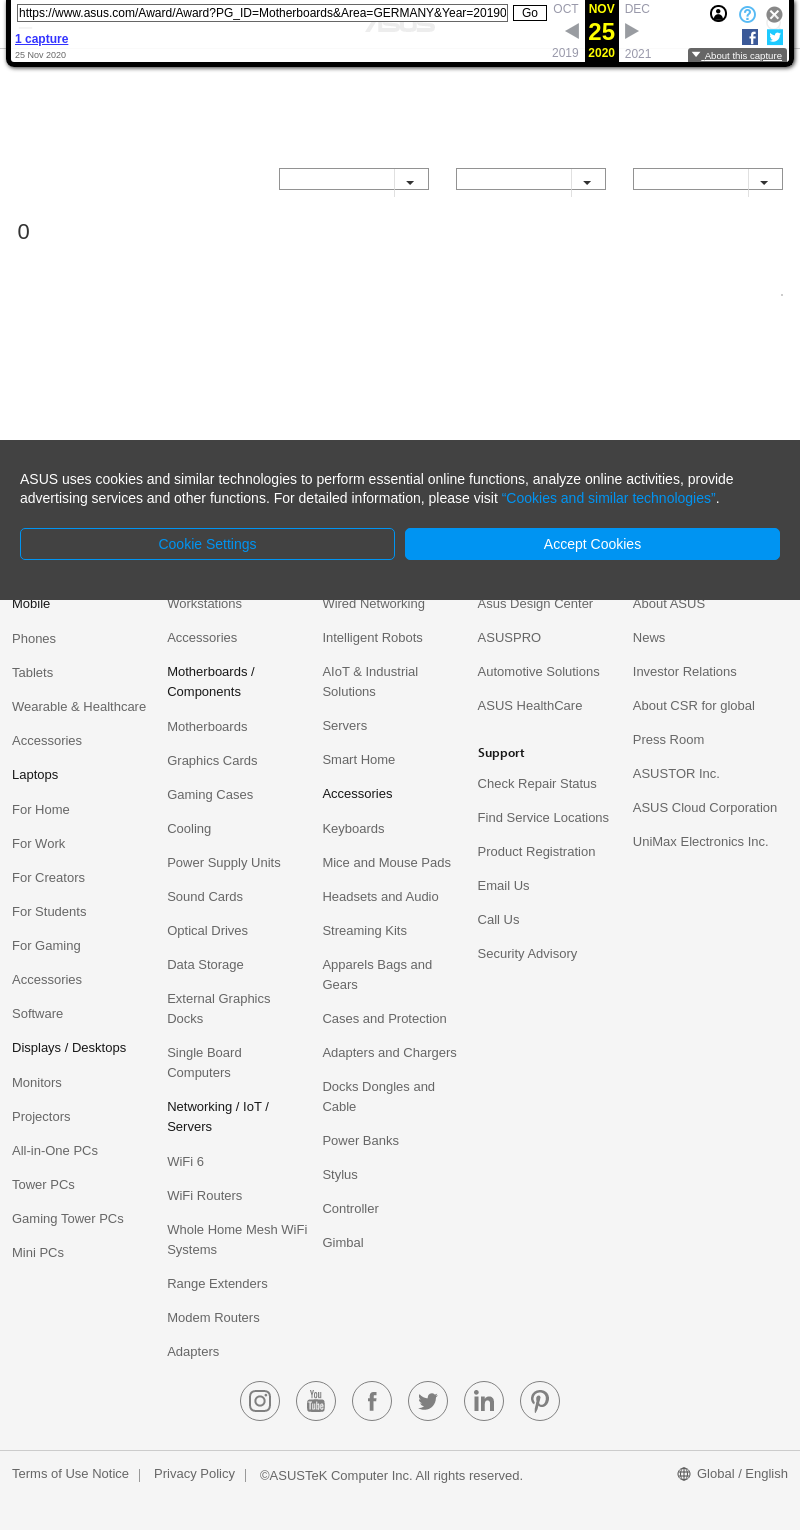 https://www.asus.com/Award/Award?PG_ID=Motherboards&Area=GERMANY&Year=20190
Go
OCT NOV DEC
1 capture
25
25 Nov 2020
2019 2020 2021
About this capture
ASUS
0
ASUS uses cookies and similar technologies to perform essential online functions, analyze online activities, provide
advertising services and other functions. For detailed information, please visit “Cookies and similar technologies”.
Cookie Settings
Accept Cookies
Mobile
Phones
Tablets
Wearable & Healthcare
Accessories
Laptops
For Home
For Work
For Creators
For Students
For Gaming
Accessories
Software
Displays / Desktops
Monitors
Projectors
All-in-One PCs
Tower PCs
Gaming Tower PCs
Mini PCs
Workstations
Accessories
Motherboards /
Components
Motherboards
Graphics Cards
Gaming Cases
Cooling
Power Supply Units
Sound Cards
Optical Drives
Data Storage
External Graphics
Docks
Single Board
Computers
Networking / IoT /
Servers
WiFi 6
WiFi Routers
Whole Home Mesh WiFi
Systems
Range Extenders
Modem Routers
Adapters
Wired Networking
Intelligent Robots
AIoT & Industrial
Solutions
Servers
Smart Home
Accessories
Keyboards
Mice and Mouse Pads
Headsets and Audio
Streaming Kits
Apparels Bags and
Gears
Cases and Protection
Adapters and Chargers
Docks Dongles and
Cable
Power Banks
Stylus
Controller
Gimbal
Asus Design Center
ASUSPRO
Automotive Solutions
ASUS HealthCare
Support
Check Repair Status
Find Service Locations
Product Registration
Email Us
Call Us
Security Advisory
About ASUS
News
Investor Relations
About CSR for global
Press Room
ASUSTOR Inc.
ASUS Cloud Corporation
UniMax Electronics Inc.
You
Tube
Terms of Use Notice
Privacy Policy
©ASUSTeK Computer Inc. All rights reserved.
Global / English